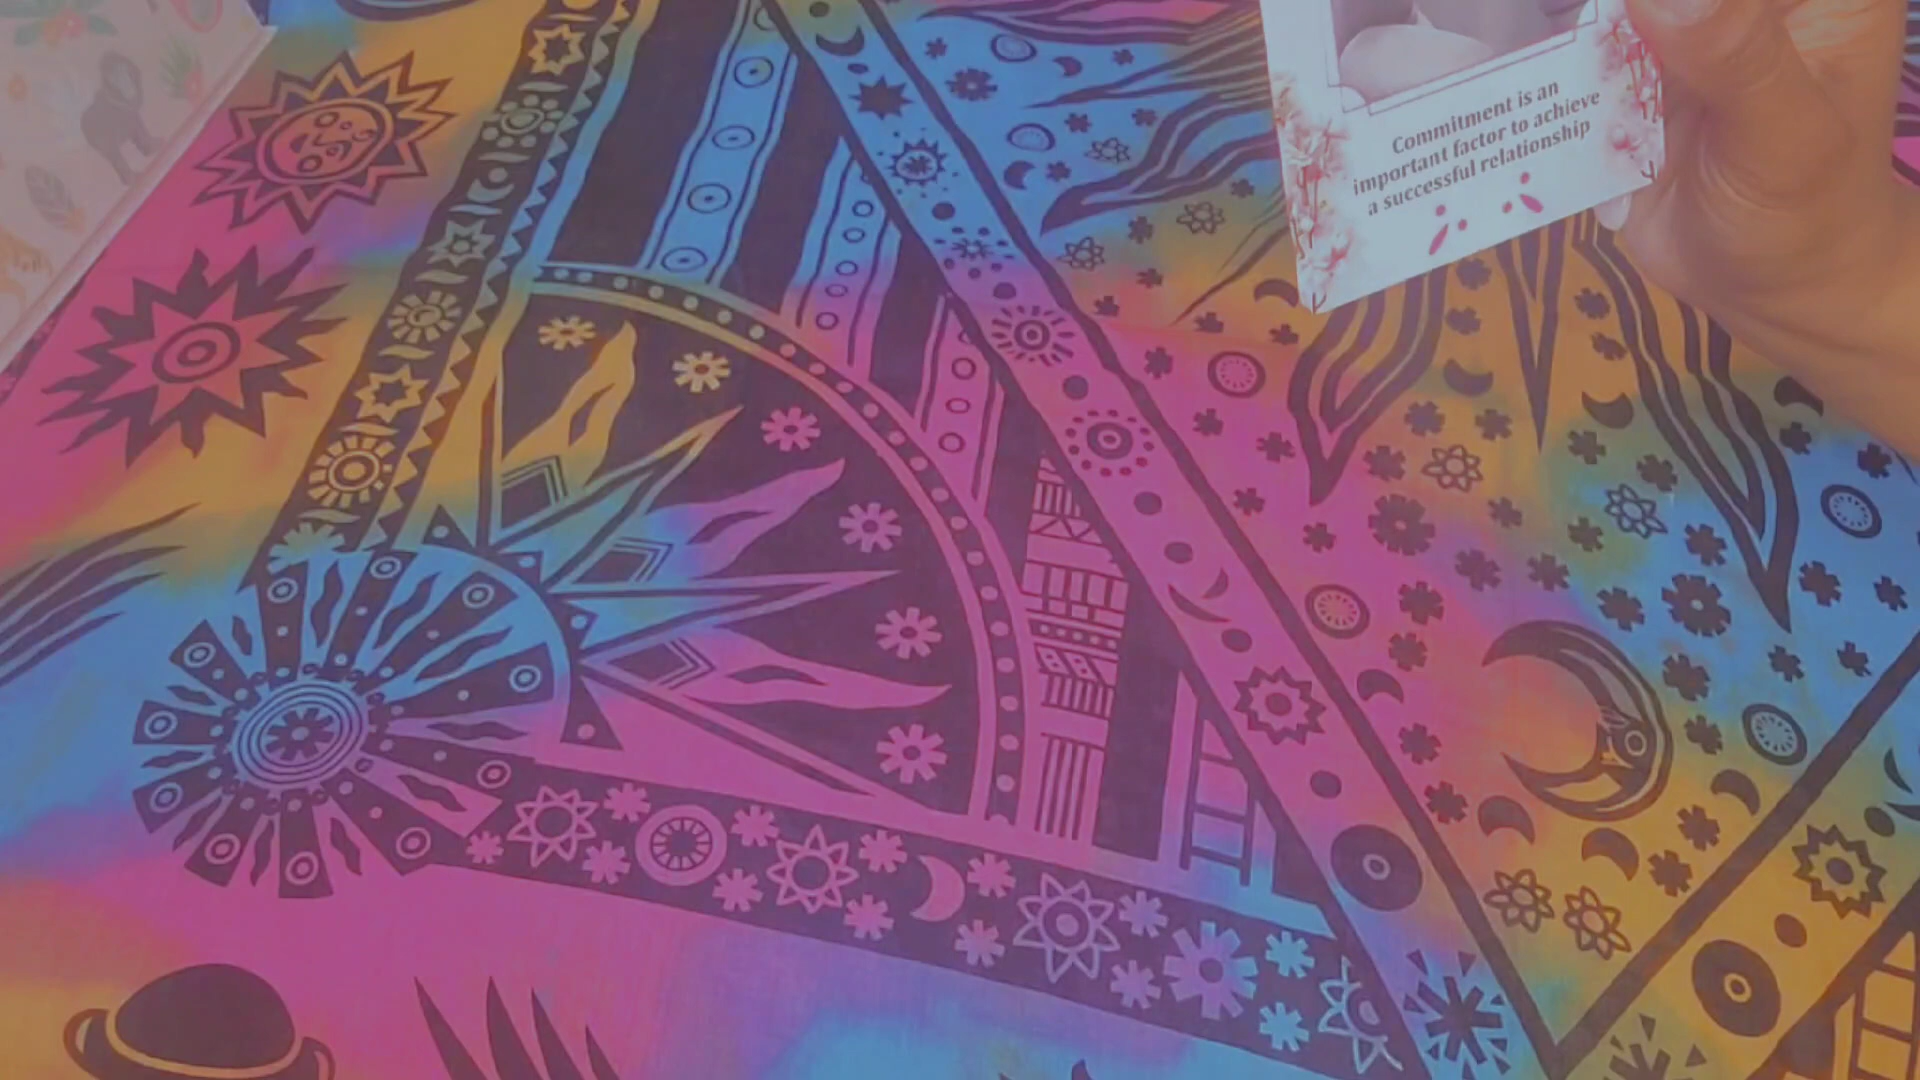 Commitment is an
important factor to achieve
a successful relationship